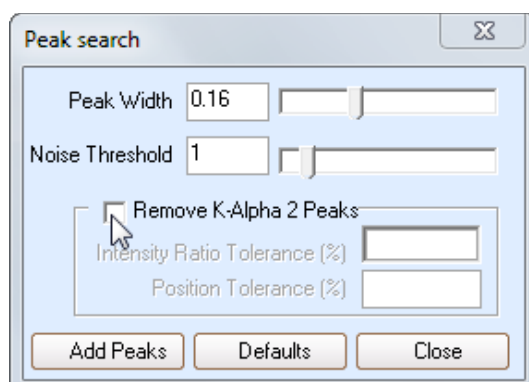 Peak search
Peak Width 0.16
Noise Threshold 1
Remove K-Alpha 2 Peaks
Intensity Ratio Tolerance (%)
Position Tolerance (%)
Add Peaks Defaults Close